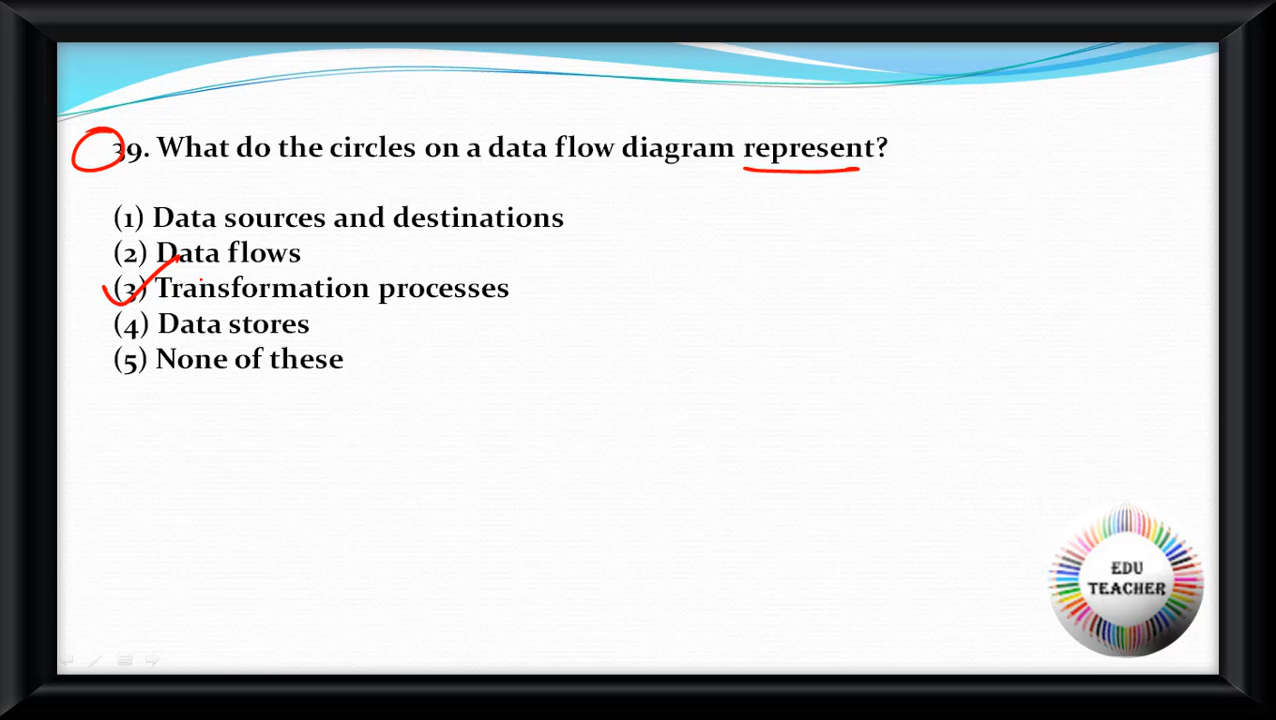 39. What do the circles on a data flow diagram represent?
(1) Data sources and destinations
(2) Data flows
(3) Transformation processes
(4) Data stores
(5) None of these
EDU
TEACHER